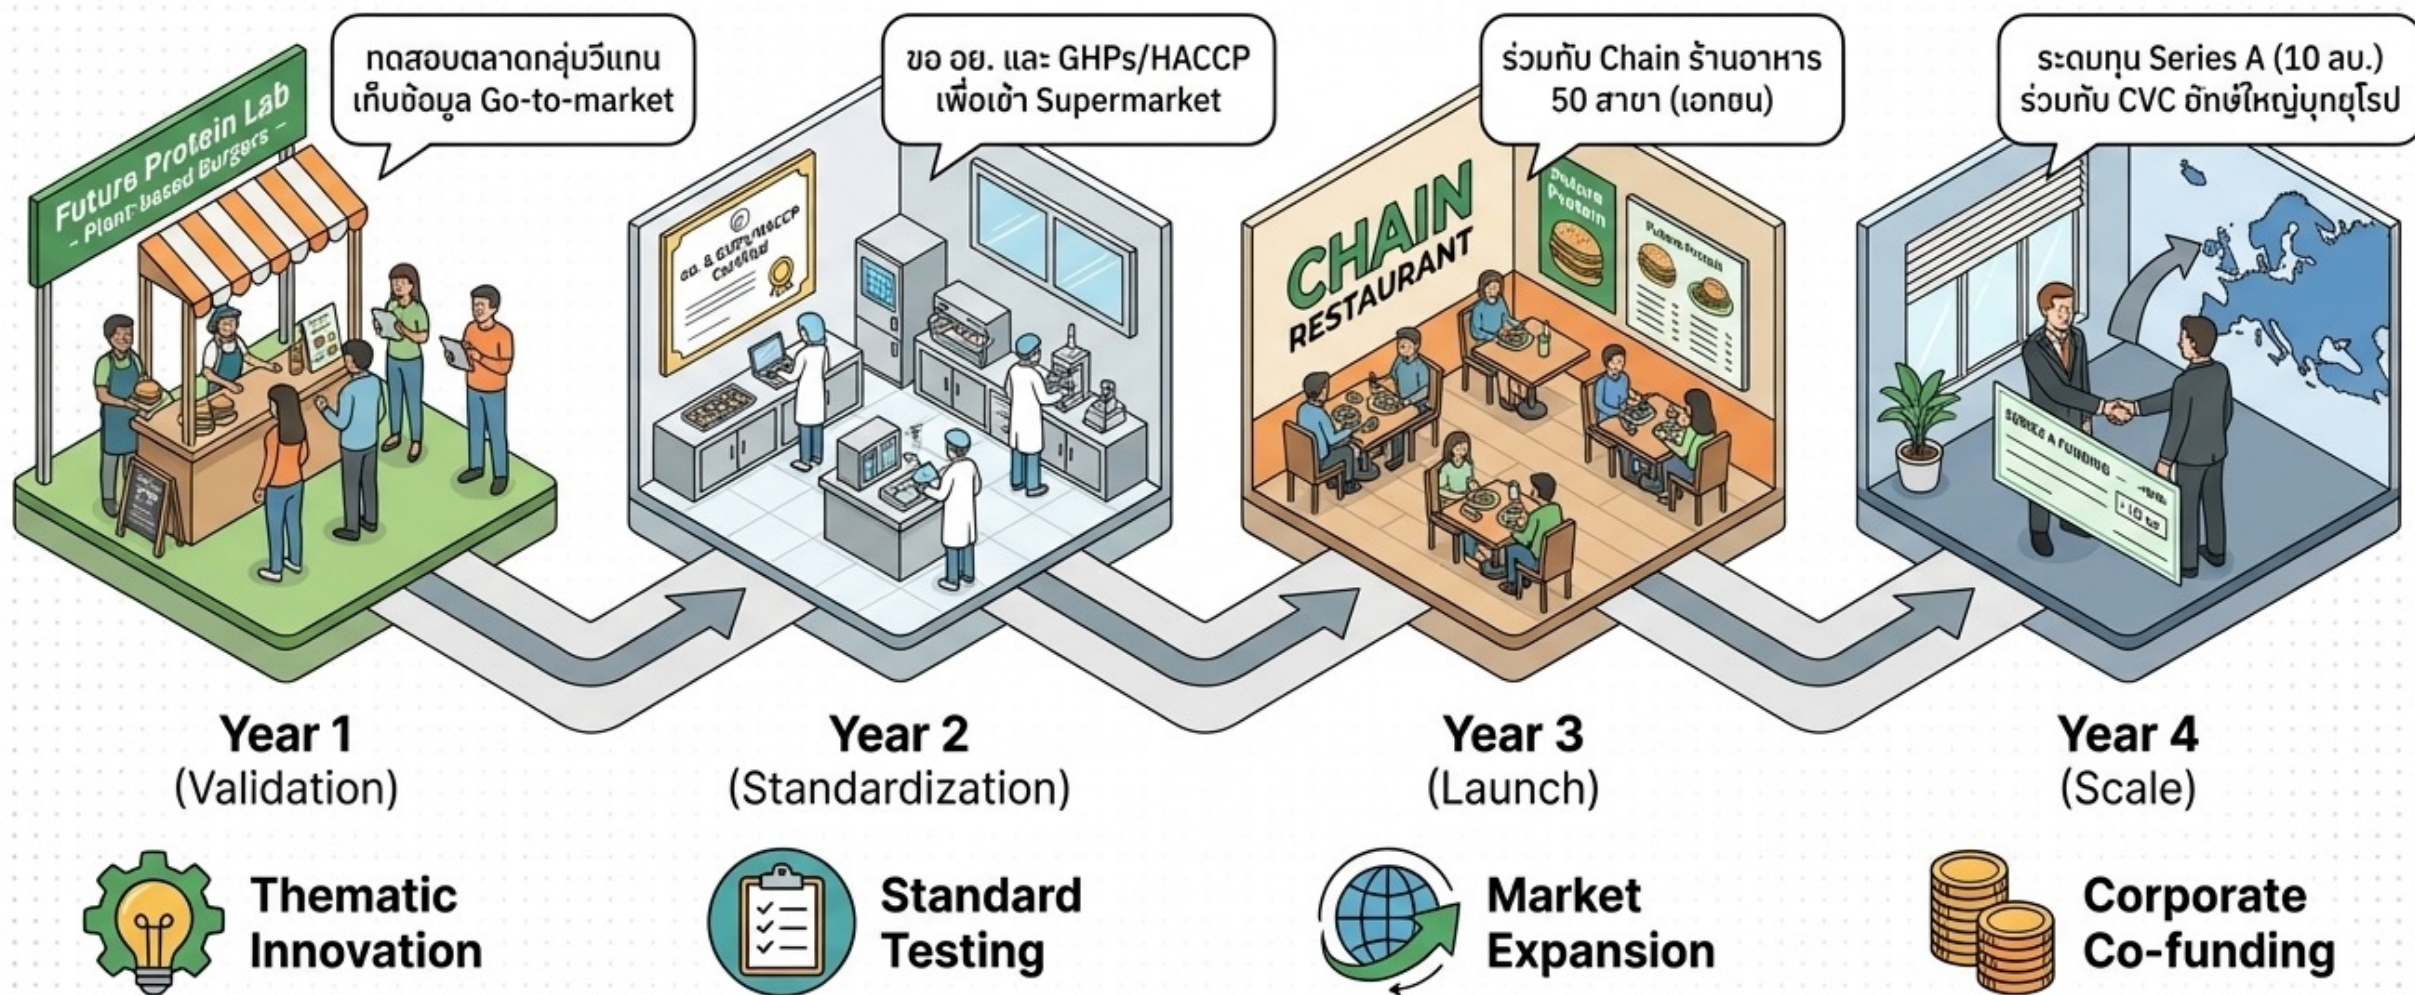 ทดสอบตลาดกลุ่มวีแกน
เก็บข้อมูล Go-to-market
ขอ อย. และ GHPs/HACCP
เพื่อเข้า Supermarket
ร่วมกับ Chain ร้านอาหาร
50 สาขา (เอกชน)
ระดมทุน Series A (10 ลบ.)
ร่วมกับ CVC ยักษ์ใหญ่บุกยุโรป
Future Protein Lab
- Plant-based Burgers -
CHAIN
RESTAURANT
SERIES A FUNDING
Year 1
(Validation)
Year 2
(Standardization)
Year 3
(Launch)
Year 4
(Scale)
Thematic
Innovation
Standard
Testing
Market
Expansion
Corporate
Co-funding